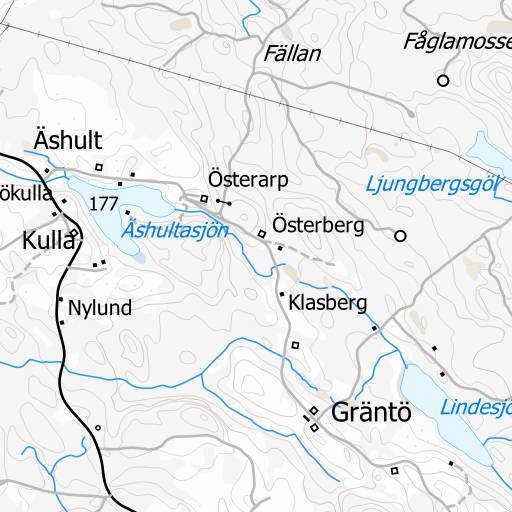 Fällan
Fåglamosse
Äshult
Österarp
Ljungbergsgöl
ökulla
177
Äshultasjön
Österberg
Kulla
Nylund
Klasberg
Gräntö
Lindesjö